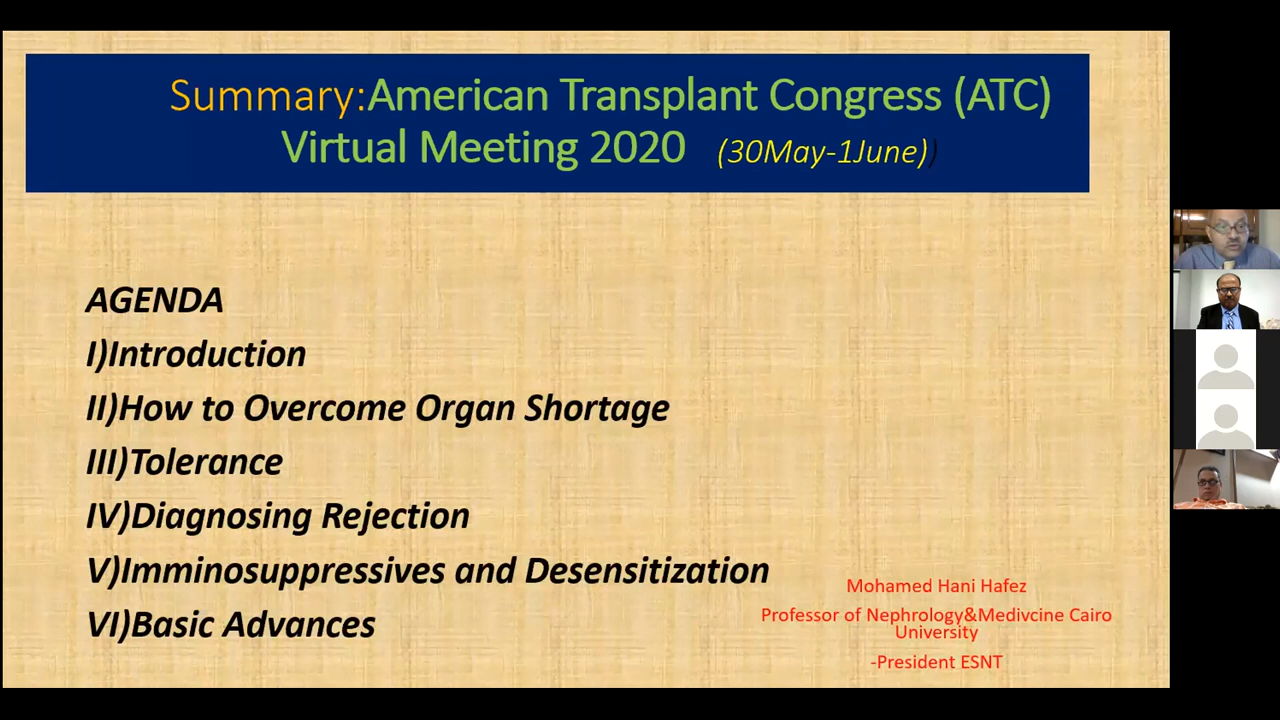 Summary:American Transplant Congress (ATC)
Virtual Meeting 2020 (30May-1June))
AGENDA
I)Introduction
II)How to Overcome Organ Shortage
III)Tolerance
IV)Diagnosing Rejection
V)Imminosuppressives and Desensitization
VI)Basic Advances
Mohamed Hani Hafez
Professor of Nephrology&Medivcine Cairo
University
-President ESNT